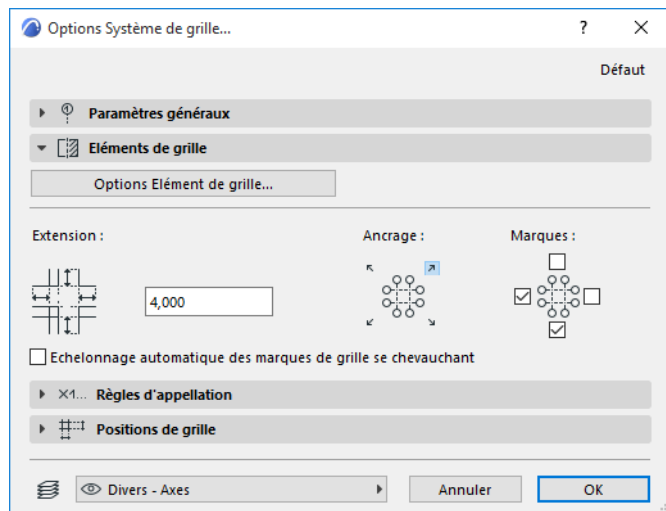 Options Système de grille...
?
Défaut
Paramètres généraux
Eléments de grille
Options Elément de grille...
Extension :
Ancrage :
Marques :
4,000
Echelonnage automatique des marques de grille se chevauchant
X1... Règles d'appellation
Positions de grille
Divers - Axes
Annuler
OK